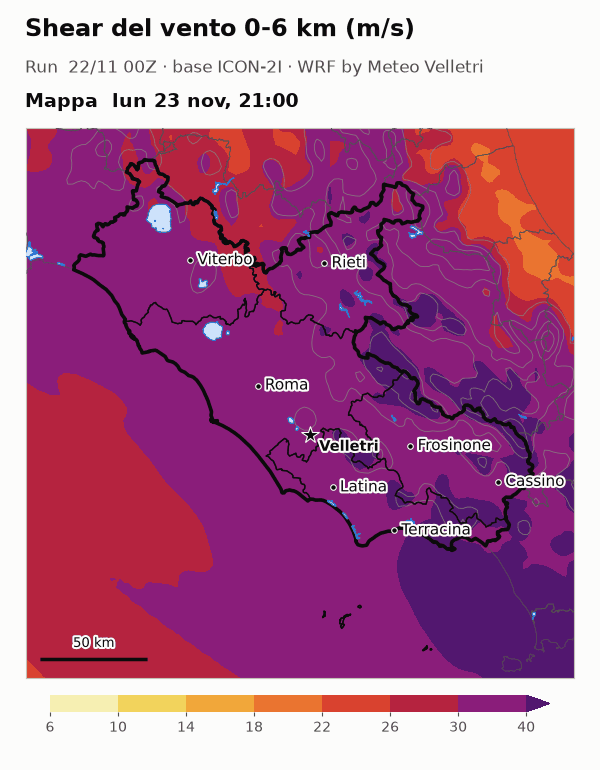 Shear del vento 0-6 km (m/s)
Run  22/11 00Z · base ICON-2I · WRF by Meteo Velletri
Mappa  lun 23 nov, 21:00
Viterbo
Rieti
Roma
Velletri
Frosinone
Latina
Cassino
Terracina
50 km
6 10 14 18 22 26 30 40